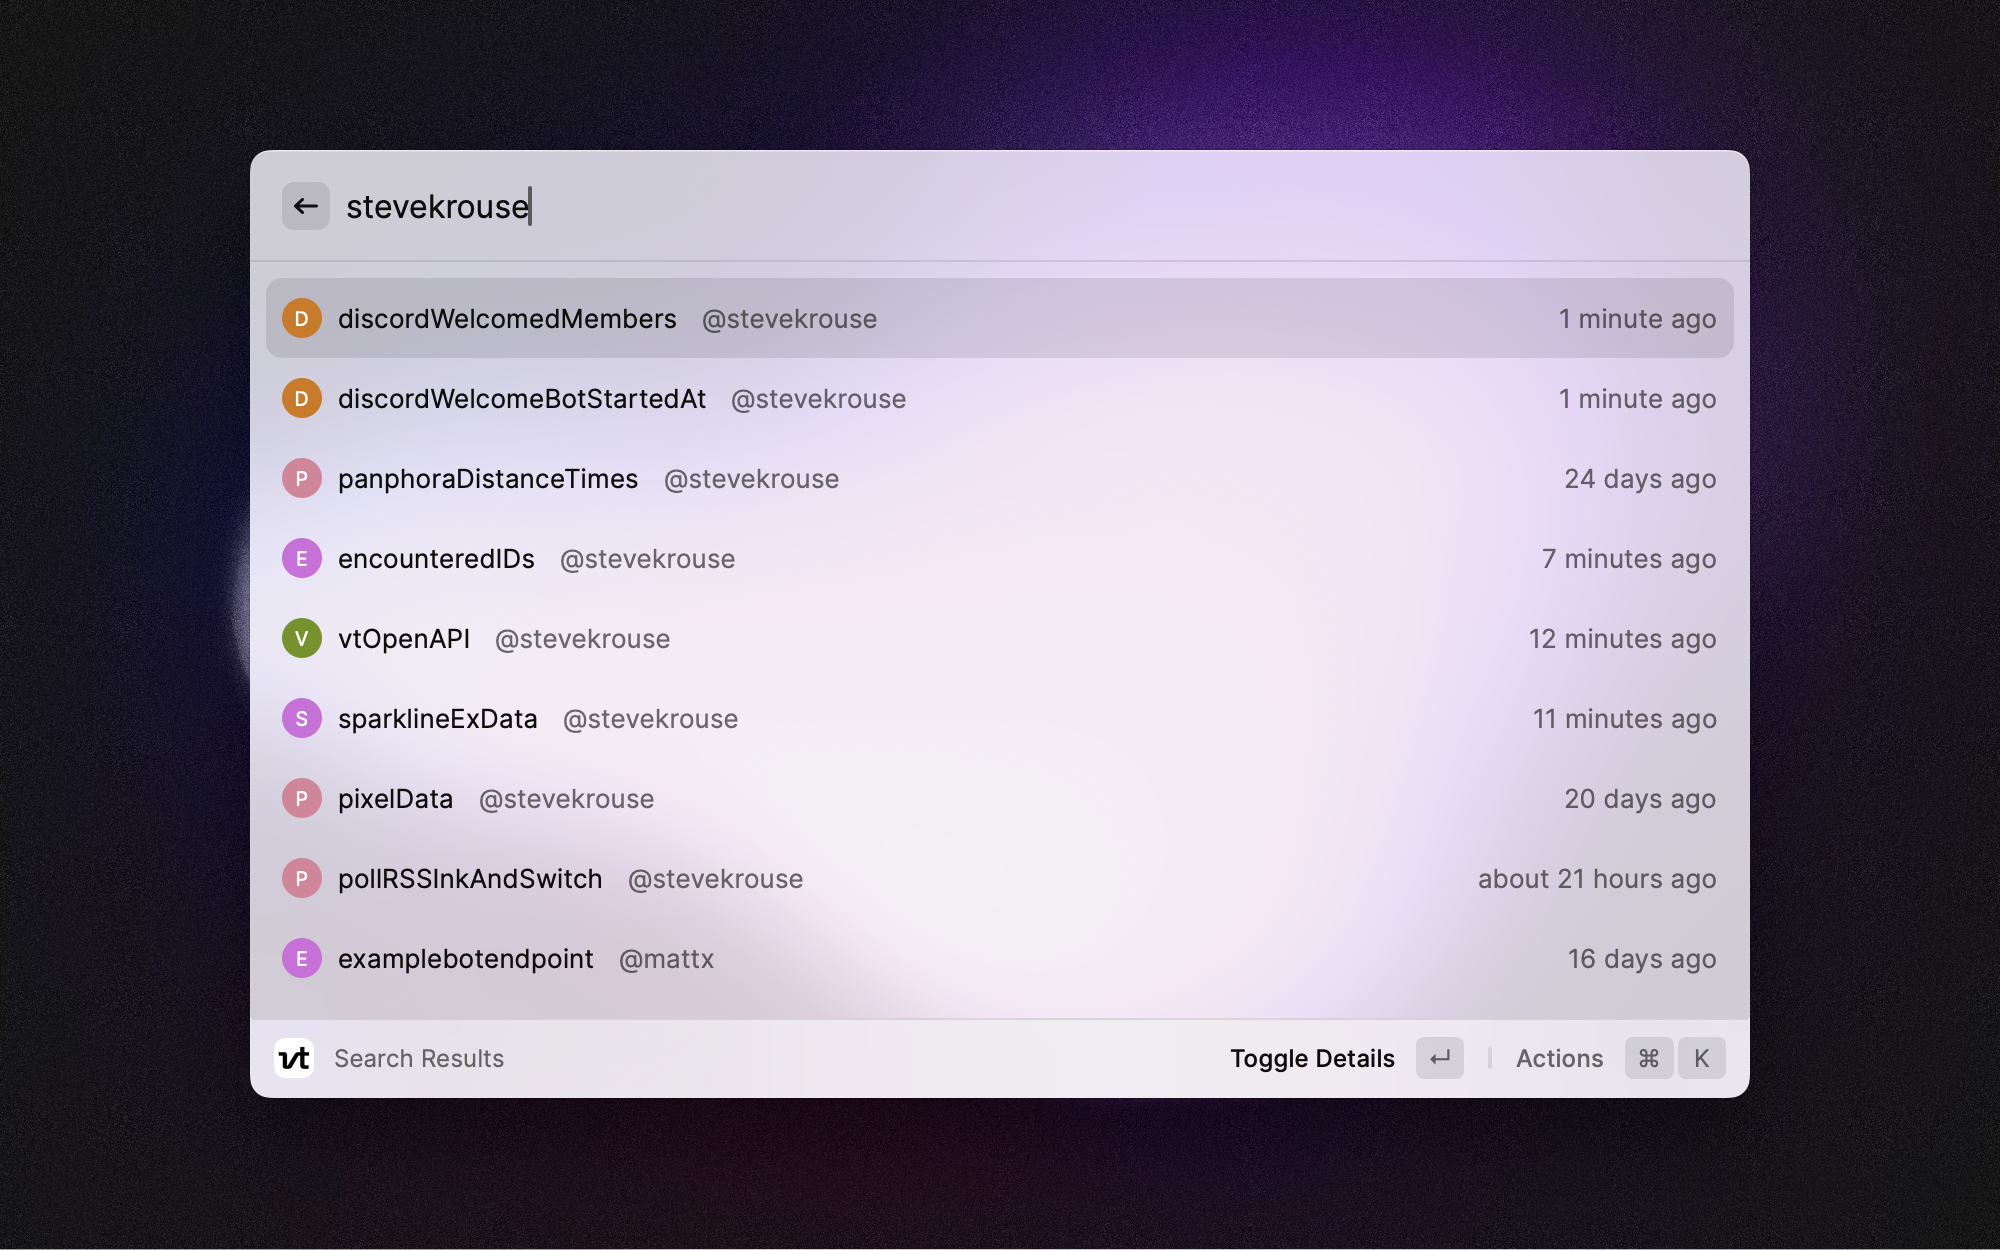 stevekrouse
D discordWelcomedMembers @stevekrouse 1 minute ago
D discordWelcomeBotStartedAt @stevekrouse 1 minute ago
P panphoraDistanceTimes @stevekrouse 24 days ago
E encounteredIDs @stevekrouse 7 minutes ago
V vtOpenAPI @stevekrouse 12 minutes ago
S sparklineExData @stevekrouse 11 minutes ago
P pixelData @stevekrouse 20 days ago
P pollRSSInkAndSwitch @stevekrouse about 21 hours ago
E examplebotendpoint @mattx 16 days ago
vt Search Results Toggle Details Actions ⌘ K